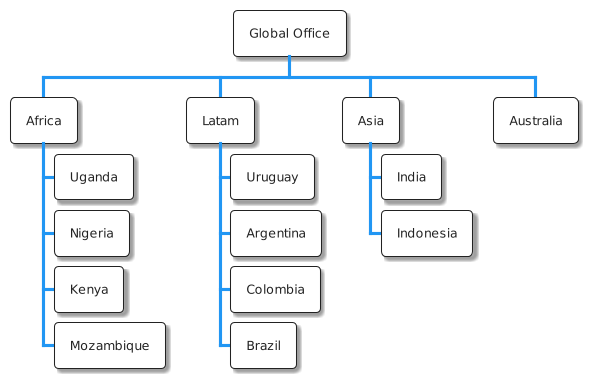 Global Office
Africa
Latam
Asia
Australia
Uganda
Uruguay
India
Nigeria
Argentina
Indonesia
Kenya
Colombia
Mozambique
Brazil